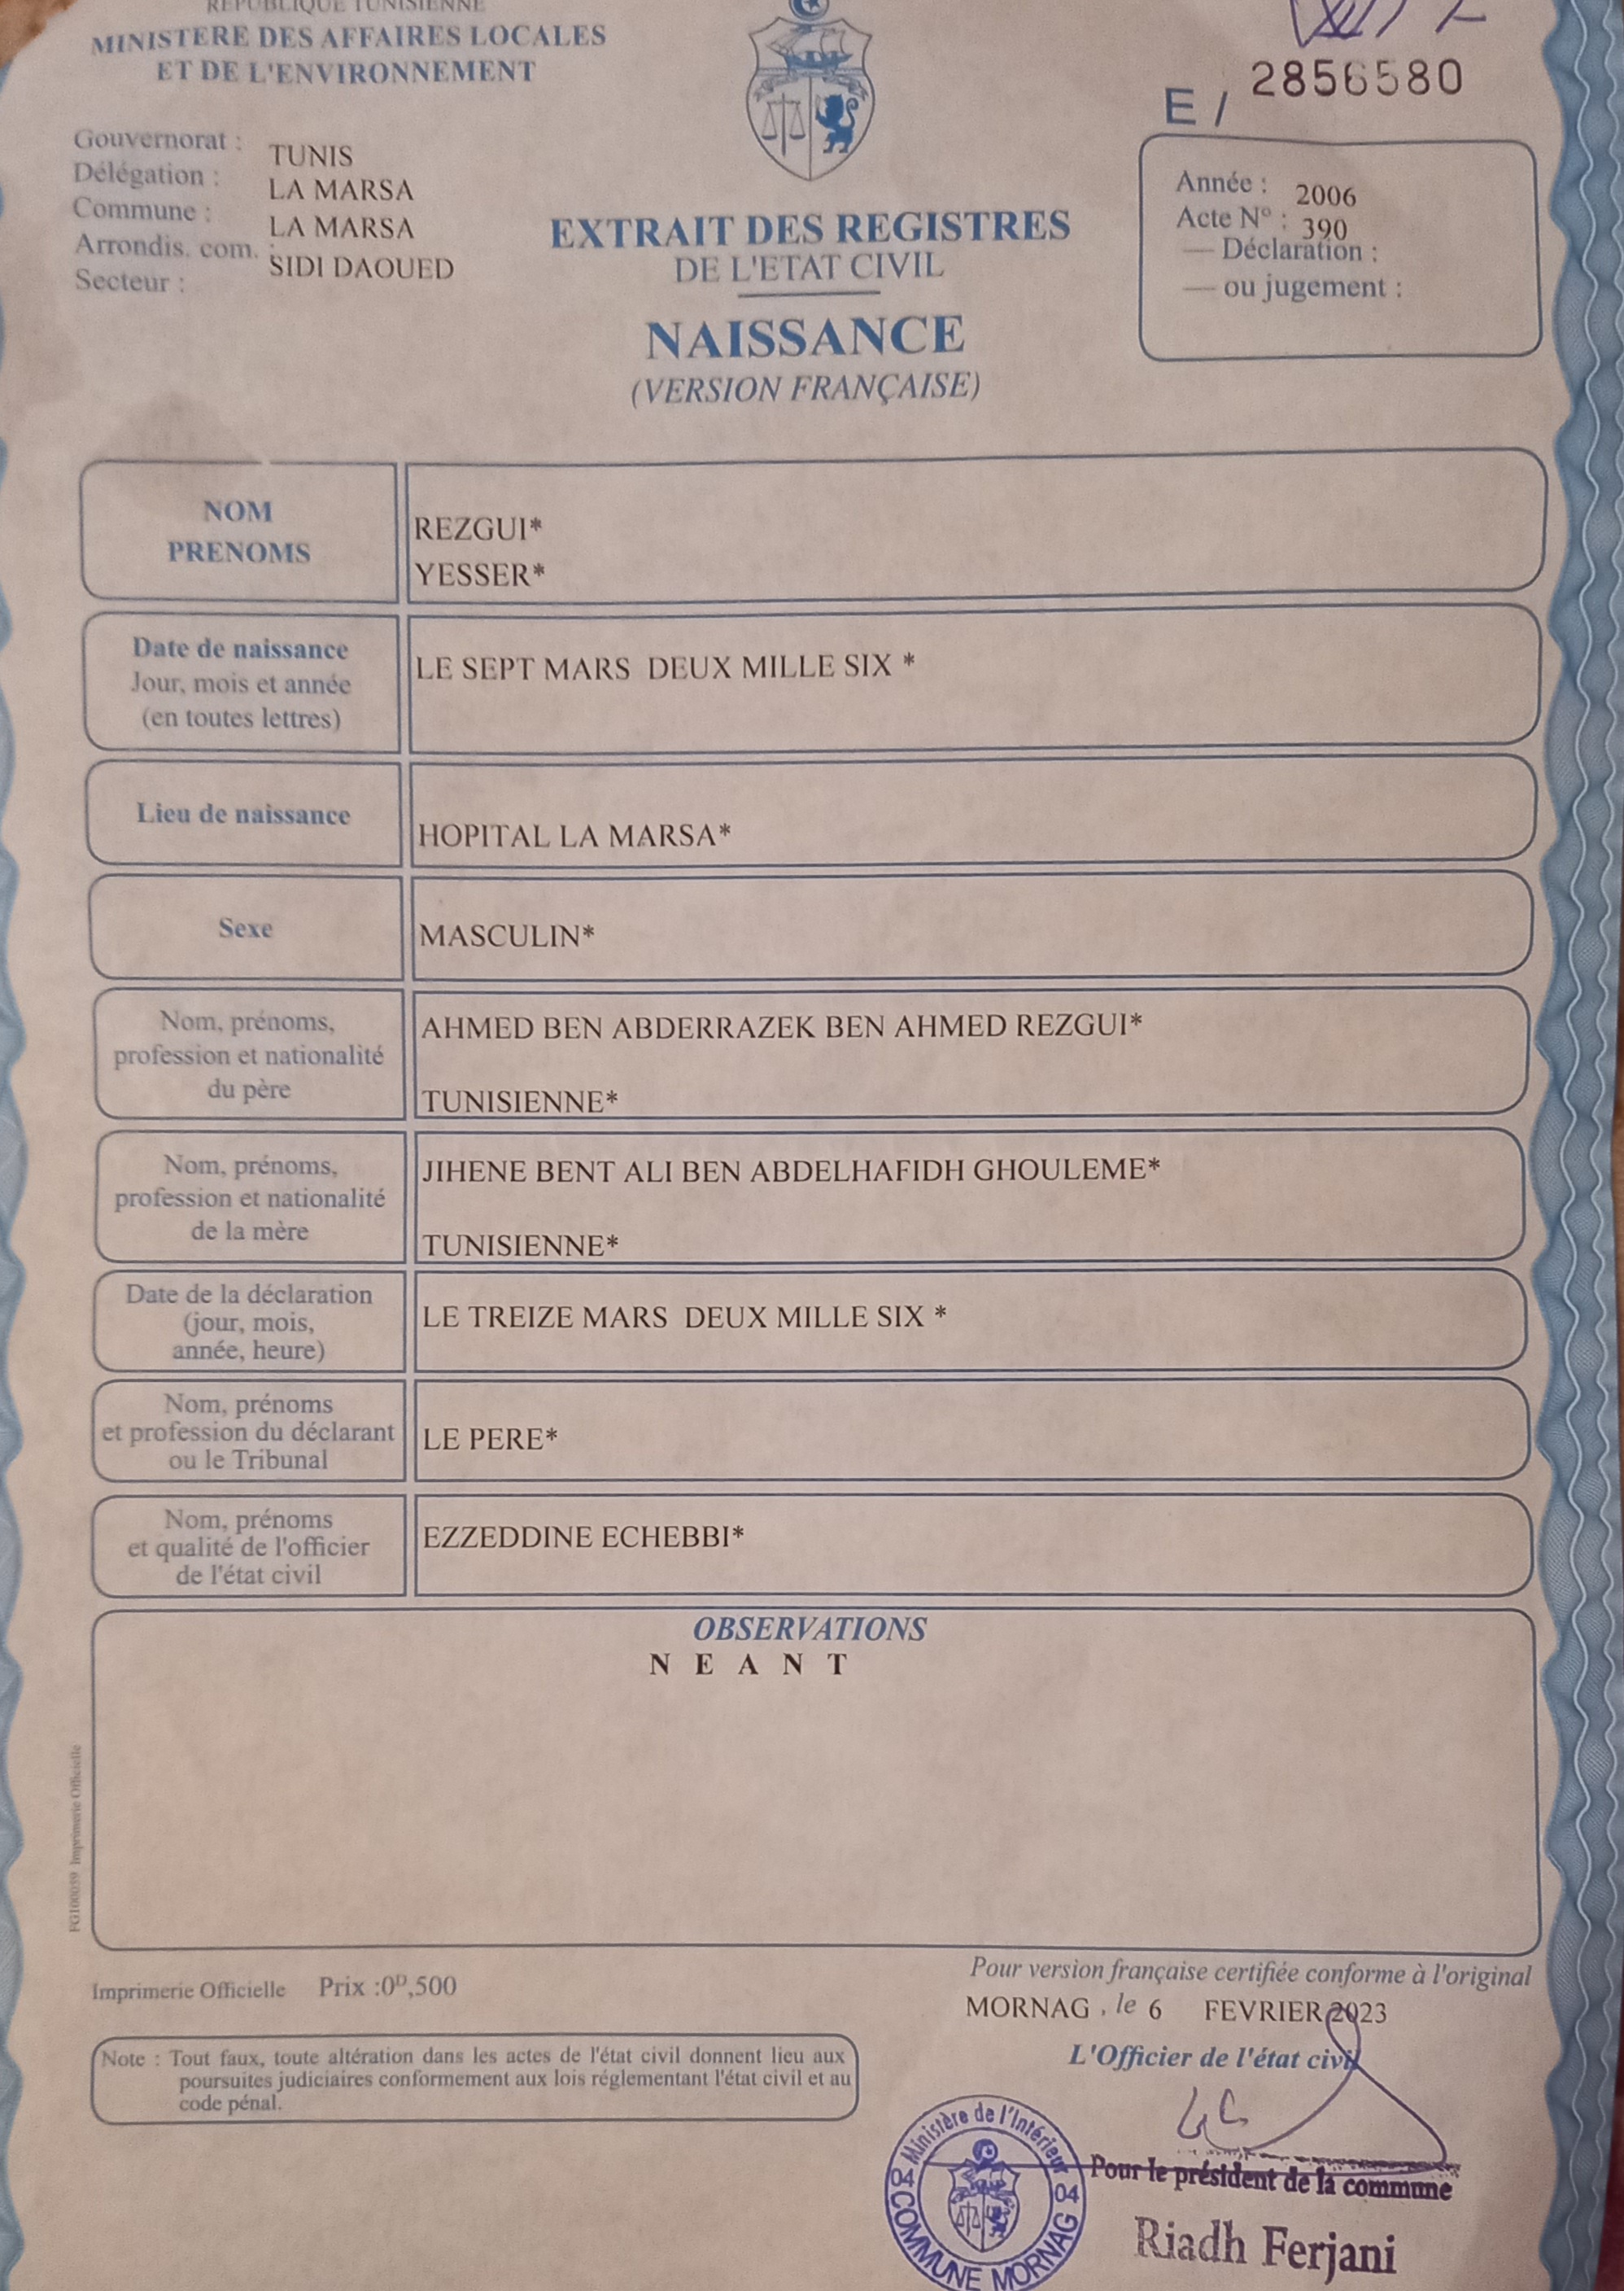 REPUBLIQUE TUNISIENNE
MINISTERE DES AFFAIRES LOCALES
ET DE L'ENVIRONNEMENT
E / 2856580
Gouvernorat : TUNIS
Délégation : LA MARSA
Commune : LA MARSA
Arrondis. com. : SIDI DAOUED
Secteur :
EXTRAIT DES REGISTRES
DE L'ETAT CIVIL
NAISSANCE
(VERSION FRANÇAISE)
Année : 2006
Acte N° : 390
— Déclaration :
— ou jugement :
NOM
PRENOMS
REZGUI*
YESSER*
Date de naissance
Jour, mois et année
(en toutes lettres)
LE SEPT MARS DEUX MILLE SIX *
Lieu de naissance
HOPITAL LA MARSA*
Sexe
MASCULIN*
Nom, prénoms,
profession et nationalité
du père
AHMED BEN ABDERRAZEK BEN AHMED REZGUI*
TUNISIENNE*
Nom, prénoms,
profession et nationalité
de la mère
JIHENE BENT ALI BEN ABDELHAFIDH GHOULEME*
TUNISIENNE*
Date de la déclaration
(jour, mois,
année, heure)
LE TREIZE MARS DEUX MILLE SIX *
Nom, prénoms
et profession du déclarant
ou le Tribunal
LE PERE*
Nom, prénoms
et qualité de l'officier
de l'état civil
EZZEDDINE ECHEBBI*
OBSERVATIONS
N E A N T
FG100039 Imprimerie Officielle
Imprimerie Officielle Prix :0ᴰ,500
Pour version française certifiée conforme à l'original
MORNAG , le 6 FEVRIER 2023
L'Officier de l'état civil
Note : Tout faux, toute altération dans les actes de l'état civil donnent lieu aux
poursuites judiciaires conformement aux lois réglementant l'état civil et au
code pénal.
Ministère de l'Intérieur
04 COMMUNE MORNAG 04
Pour le président de la commune
Riadh Ferjani